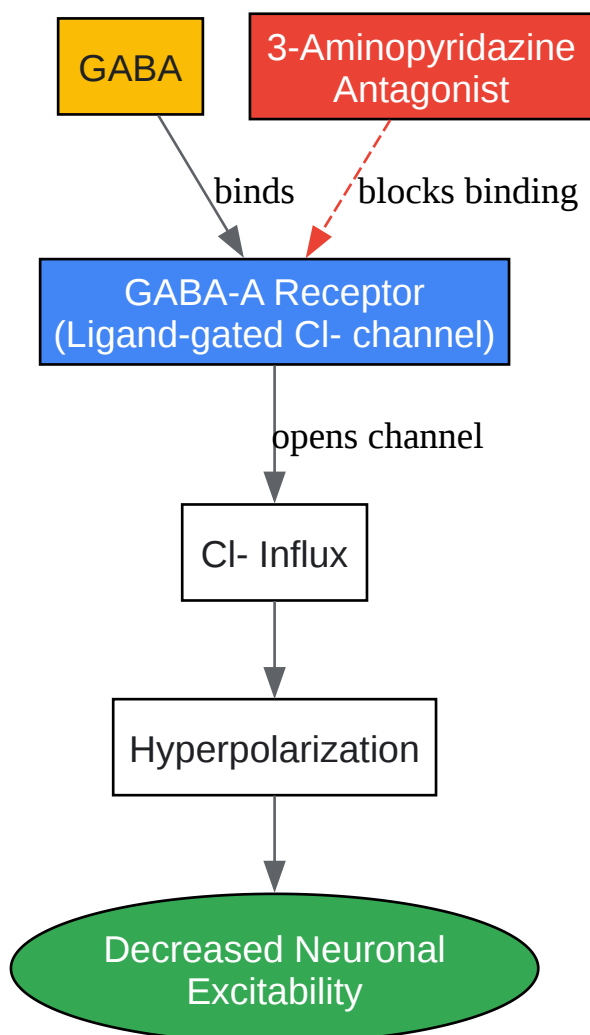 GABA
3-Aminopyridazine
Antagonist
binds
blocks binding
GABA-A Receptor
(Ligand-gated Cl- channel)
opens channel
Cl- Influx
Hyperpolarization
Decreased Neuronal
Excitability